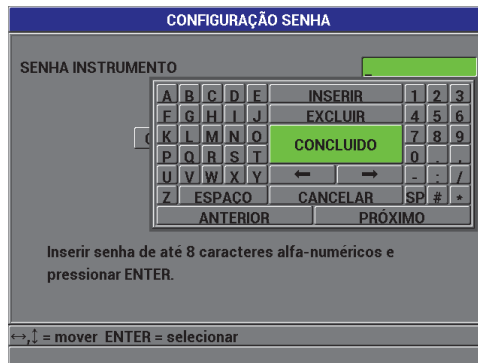 CONFIGURAÇÃO SENHA
SENHA INSTRUMENTO _
A B C D E INSERIR 1 2 3
F G H I J EXCLUIR 4 5 6
K L M N O CONCLUIDO 7 8 9
P Q R S T 0 . ,
U V W X Y ← → - : /
Z ESPAÇO CANCELAR SP # *
ANTERIOR PRÓXIMO
Inserir senha de até 8 caracteres alfa-numéricos e
pressionar ENTER.
↔,↕ = mover ENTER = selecionar